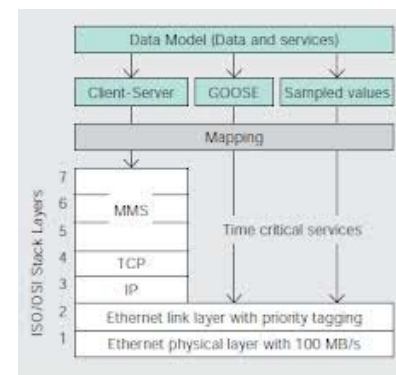 Data Model (Data and services)
Client-Server GOOSE Sampled values
Mapping
ISO/OSI Stack Layers
7
6 MMS
5 Time critical services
4 TCP
3 IP
2 Ethernet link layer with priority tagging
1 Ethernet physical layer with 100 MB/s